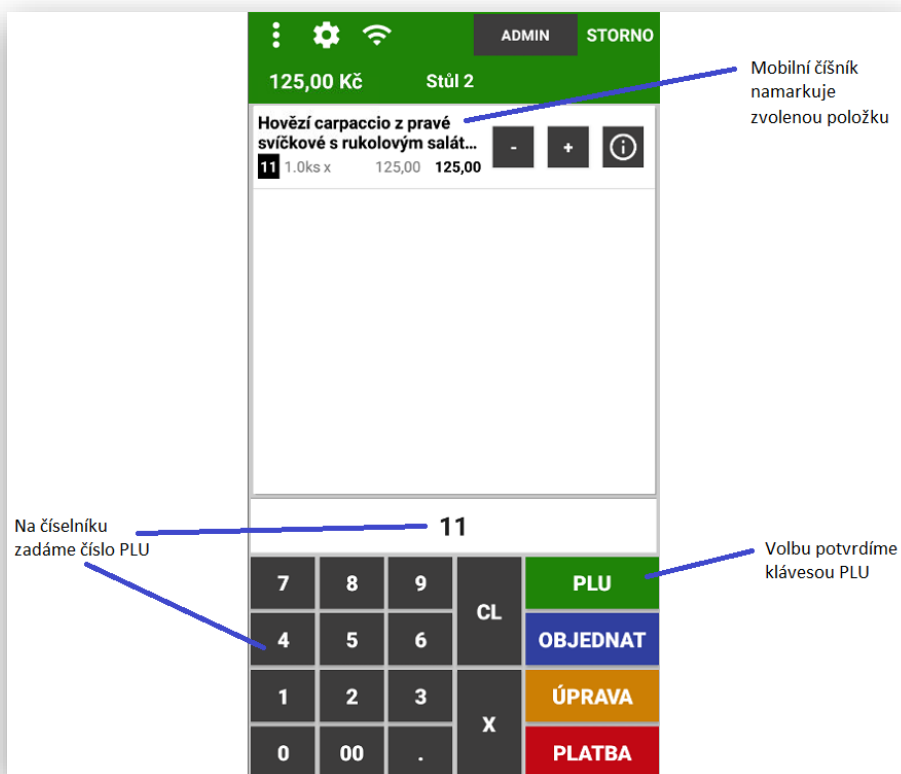 ADMIN STORNO
125,00 Kč Stůl 2
Hovězí carpaccio z pravé
svíčkové s rukolovým salát...
- +
11 1.0ks x 125,00 125,00
Mobilní číšník
namarkuje
zvolenou položku
Na číselníku
zadáme číslo PLU
11
Volbu potvrdíme
klávesou PLU
7 8 9 CL PLU
4 5 6 OBJEDNAT
1 2 3 X ÚPRAVA
0 00 . PLATBA